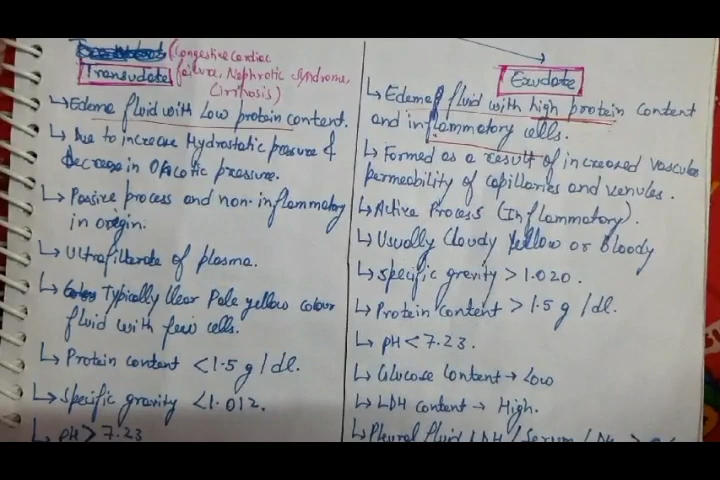 (Congestive Cardiac
Transudate failure, Nephrotic Syndrome,
Cirrhosis)
↳ Edema fluid with Low protein content.
↳ Due to increase Hydrostatic pressure &
decrease in Oncotic pressure.
↳ Passive process and non-inflammatory
in origin.
↳ Ultrafilterate of plasma.
↳ Typically Clear Pale yellow colour
fluid with few cells.
↳ Protein content < 1.5 g / dl.
↳ Specific gravity < 1.012.
↳ pH > 7.23
Exudate
↳ Edema fluid with high protein content
and inflammatory cells.
↳ Formed as a result of increased vascular
permeability of capillaries and venules.
↳ Active Process (Inflammatory).
↳ Usually Cloudy yellow or bloody
↳ Specific gravity > 1.020.
↳ Protein content > 1.5 g / dl.
↳ pH < 7.23.
↳ Glucose Content → Low
↳ LDH content → High.
↳ Pleural fluid LDH / Serum LDH >